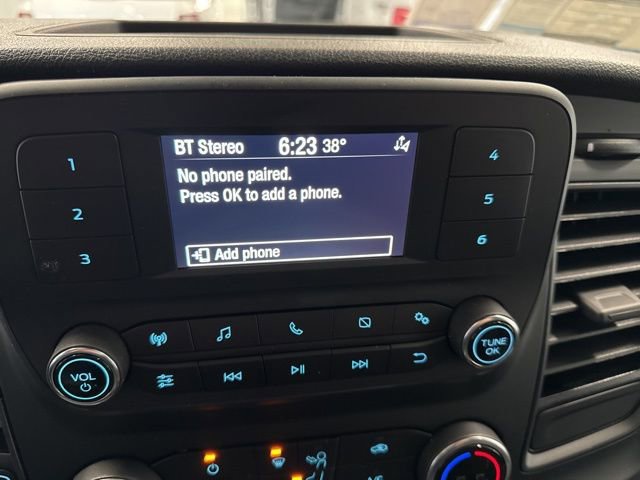 BT Stereo 6:23 38°
No phone paired.
Press OK to add a phone.
Add phone
1
2
3
4
5
6
VOL
TUNE
OK